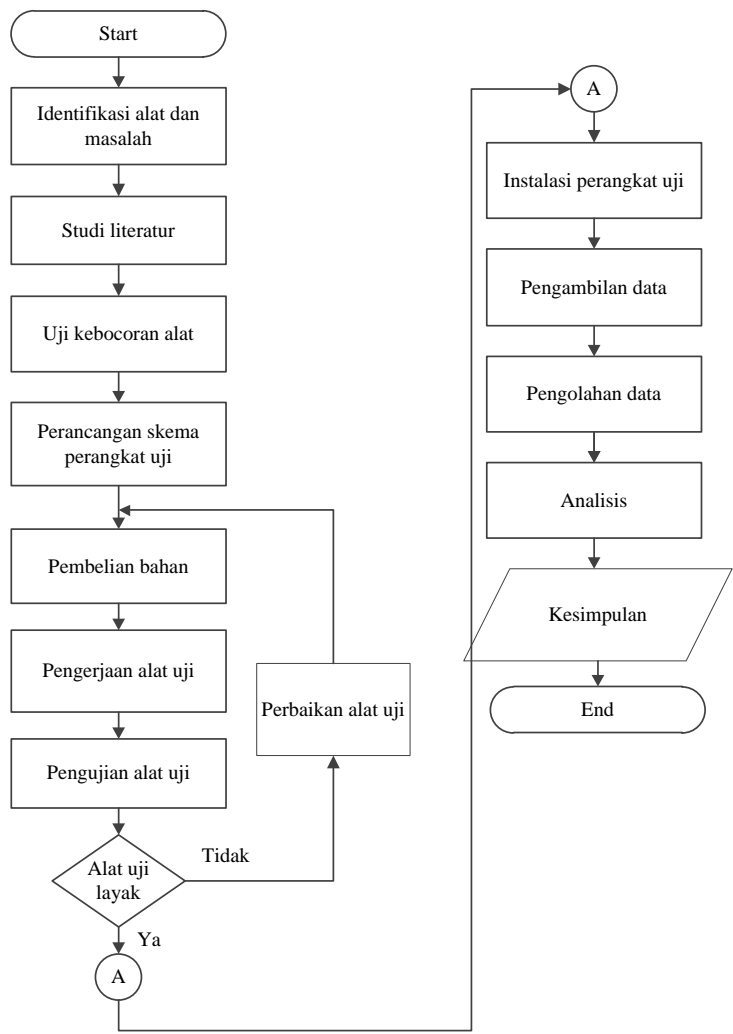 Start
Identifikasi alat dan
masalah
Studi literatur
Uji kebocoran alat
Perancangan skema
perangkat uji
Pembelian bahan
Pengerjaan alat uji
Pengujian alat uji
Alat uji
layak
Tidak
Perbaikan alat uji
Ya
A
A
Instalasi perangkat uji
Pengambilan data
Pengolahan data
Analisis
Kesimpulan
End